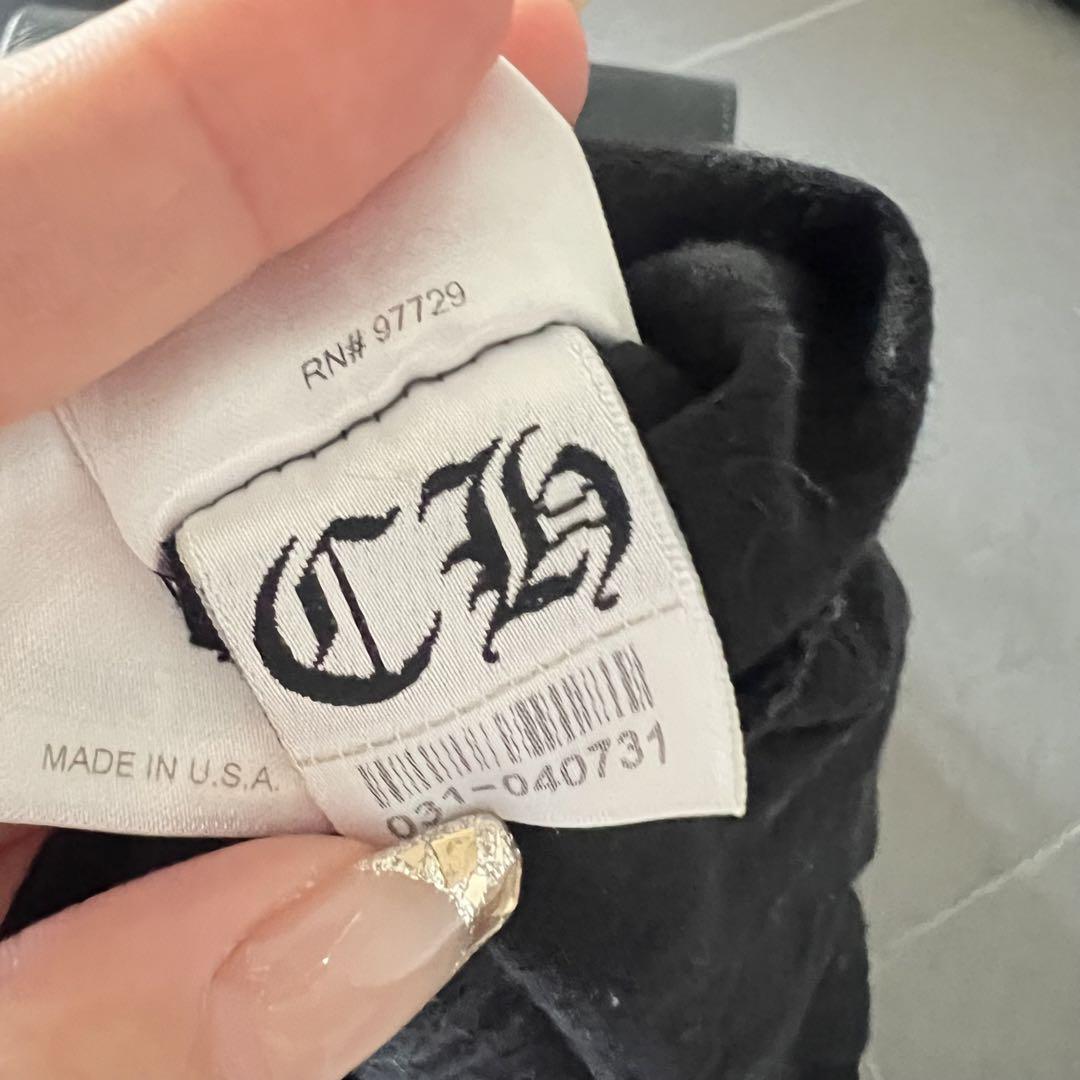 RN# 97729
CH
MADE IN U.S.A.
031-040731